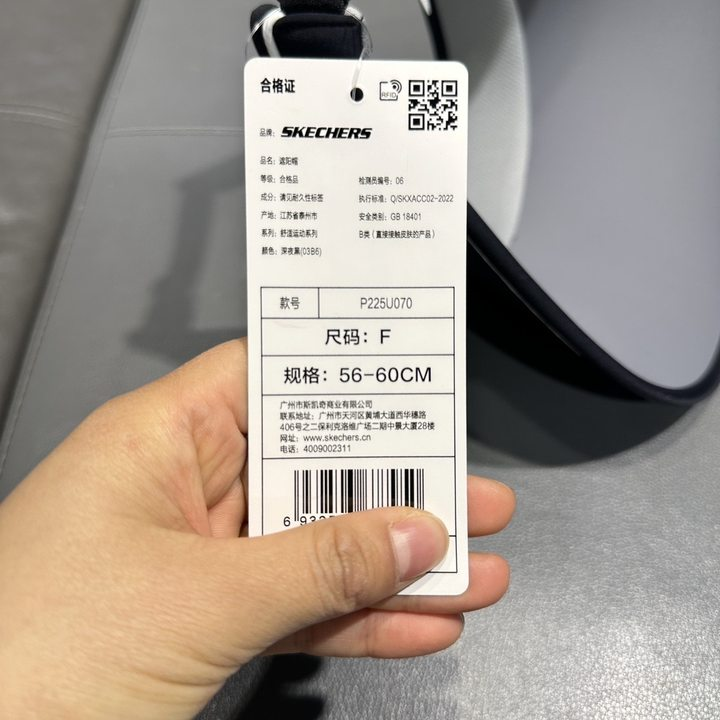 合格证
RFID
品牌: SKECHERS
品名: 遮阳帽
等级: 合格品
检测员编号: 06
成分: 请见耐久性标签
执行标准: Q/SKXACC02-2022
产地: 江苏省泰州市
安全类别: GB 18401
系列: 舒适运动系列
B类 (直接接触皮肤的产品)
颜色: 深夜黑(03B6)
款号 P225U070
尺码: F
规格: 56-60CM
广州市斯凯奇商业有限公司
联系地址: 广州市天河区黄埔大道西华穗路
406号之二保利克洛维广场二期中景大厦28楼
网址: www.skechers.cn
电话: 4009002311